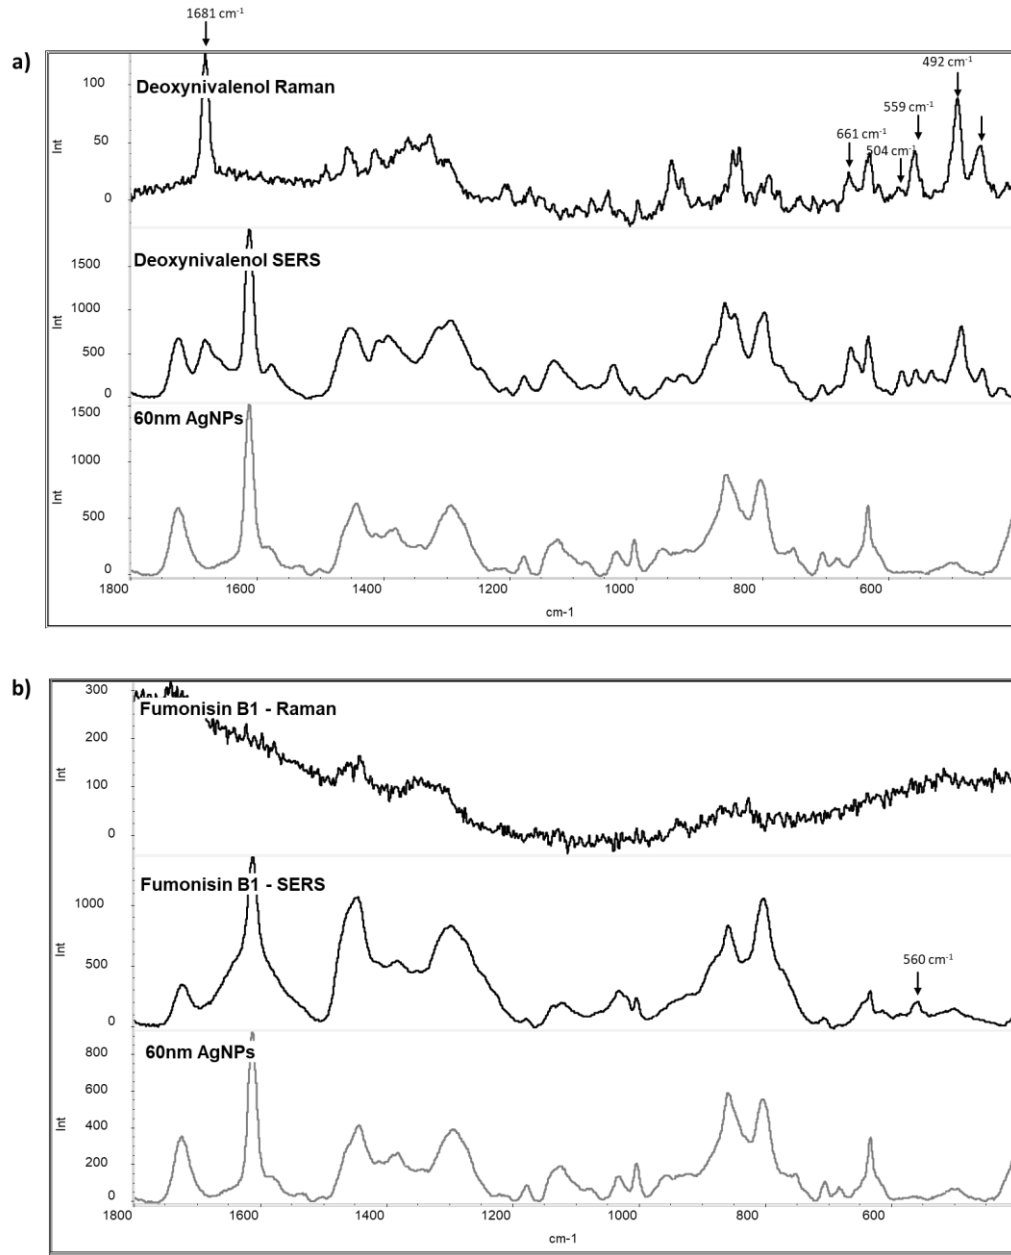 1681 cm-1
a)
Deoxynivalenol Raman
492 cm-1
559 cm-1
661 cm-1
504 cm-1
100
50
0
Int
Deoxynivalenol SERS
1500
1000
500
0
Int
60nm AgNPs
1500
1000
500
0
Int
1800 1600 1400 1200 1000 800 600
cm-1
b)
300
200
100
0
Int
Fumonisin B1 - Raman
Fumonisin B1 - SERS
1000
500
0
Int
560 cm-1
60nm AgNPs
800
600
400
200
0
Int
1800 1600 1400 1200 1000 800 600
cm-1